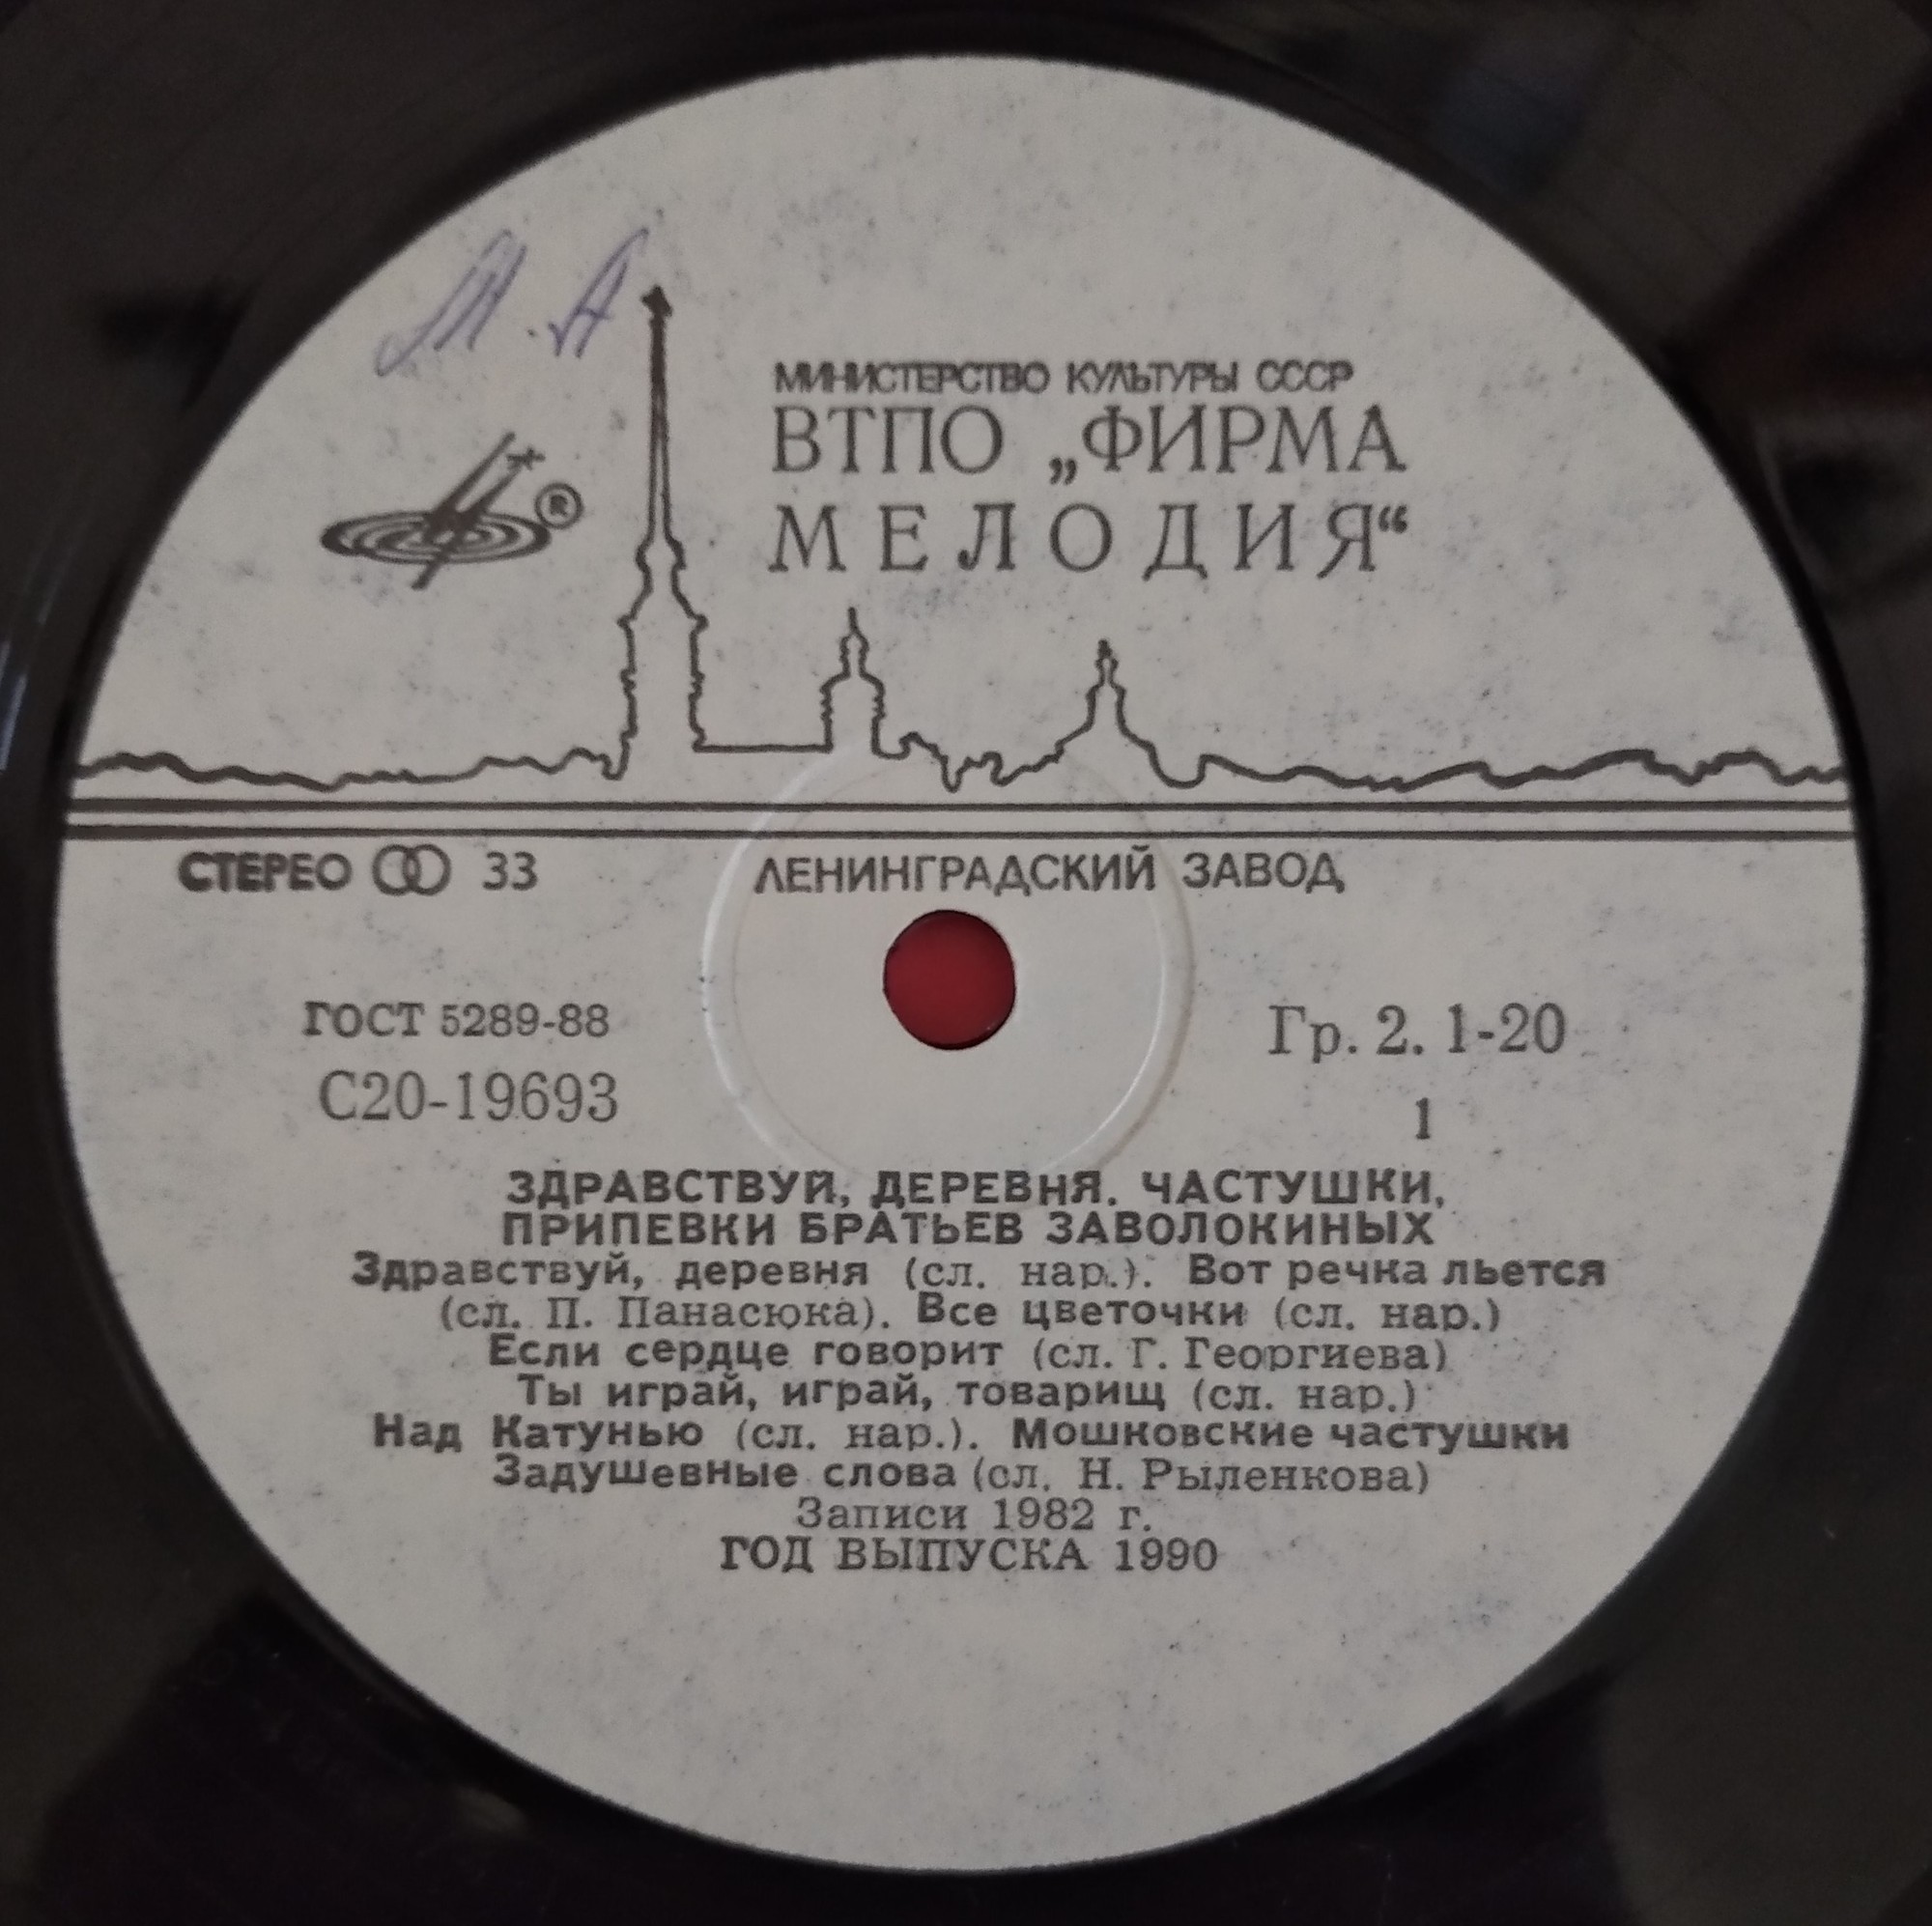 М.А
МИНИСТЕРСТВО КУЛЬТУРЫ СССР
ВТПО „ФИРМА
МЕЛОДИЯ“
®
СТЕРЕО 33
ЛЕНИНГРАДСКИЙ ЗАВОД
ГОСТ 5289-88
Гр. 2. 1-20
С20-19693
1
ЗДРАВСТВУЙ, ДЕРЕВНЯ. ЧАСТУШКИ,
ПРИПЕВКИ БРАТЬЕВ ЗАВОЛОКИНЫХ
Здравствуй, деревня (сл. нар.). Вот речка льется
(сл. П. Панасюка). Все цветочки (сл. нар.)
Если сердце говорит (сл. Г. Георгиева)
Ты играй, играй, товарищ (сл. нар.)
Над Катунью (сл. нар.). Мошковские частушки
Задушевные слова (сл. Н. Рыленкова)
Записи 1982 г.
ГОД ВЫПУСКА 1990